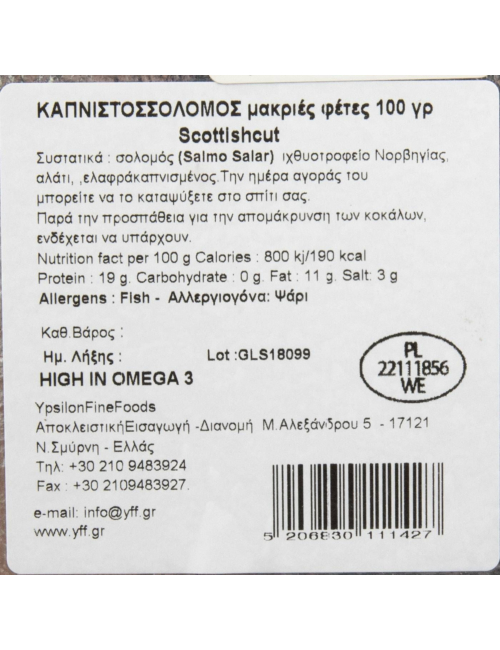 ΚΑΠΝΙΣΤΟΣΣΟΛΟΜΟΣ μακριές φέτες 100 γρ
Scottishcut
Συστατικά : σολομός (Salmo Salar) ιχθυοτροφείο Νορβηγίας,
αλάτι, ,ελαφράκαπνισμένος.Την ημέρα αγοράς του
μπορείτε να το καταψύξετε στο σπίτι σας.
Παρά την προσπάθεια για την απομάκρυνση των κοκάλων,
ενδέχεται να υπάρχουν.
Nutrition fact per 100 g Calories : 800 kj/190 kcal
Protein : 19 g. Carbohydrate : 0 g. Fat : 11 g. Salt: 3 g
Allergens : Fish - Αλλεργιογόνα: Ψάρι
Καθ.Βάρος :
Ημ. Λήξης : Lot :GLS18099
PL
22111856
WE
HIGH IN OMEGA 3
YpsilonFineFoods
ΑποκλειστικήΕισαγωγή -Διανομή Μ.Αλεξάνδρου 5 - 17121
Ν.Σμύρνη - Ελλάς
Τηλ: +30 210 9483924
Fax : +30 2109483927.
e-mail: info@yff.gr
www.yff.gr
5 206830 111427